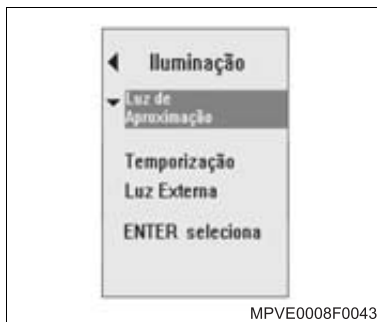 Iluminação
Luz de
Aproximação
Temporização
Luz Externa
ENTER seleciona
MPVE0008F0043